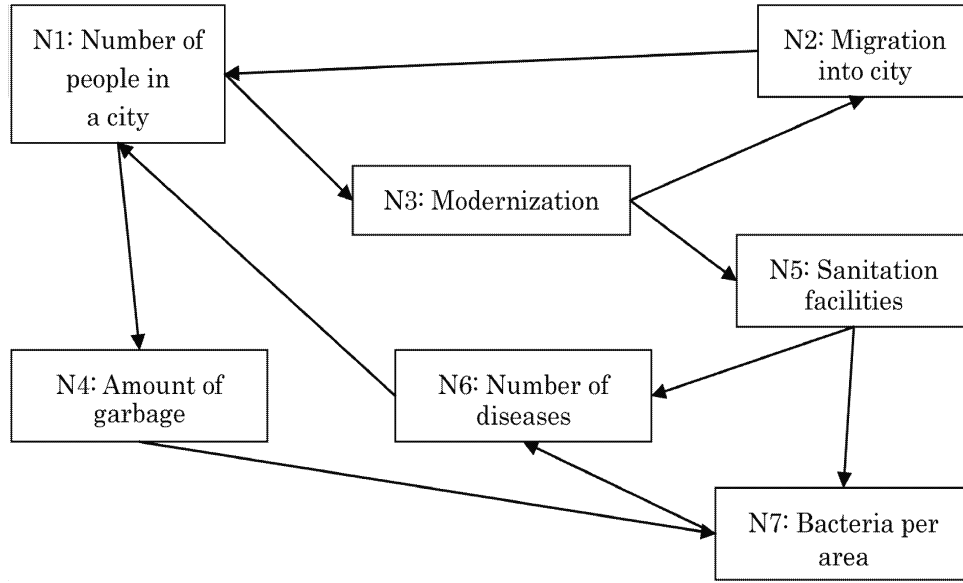 N1: Number of
people in
a city
N2: Migration
into city
N3: Modernization
N5: Sanitation
facilities
N4: Amount of
garbage
N6: Number of
diseases
N7: Bacteria per
area